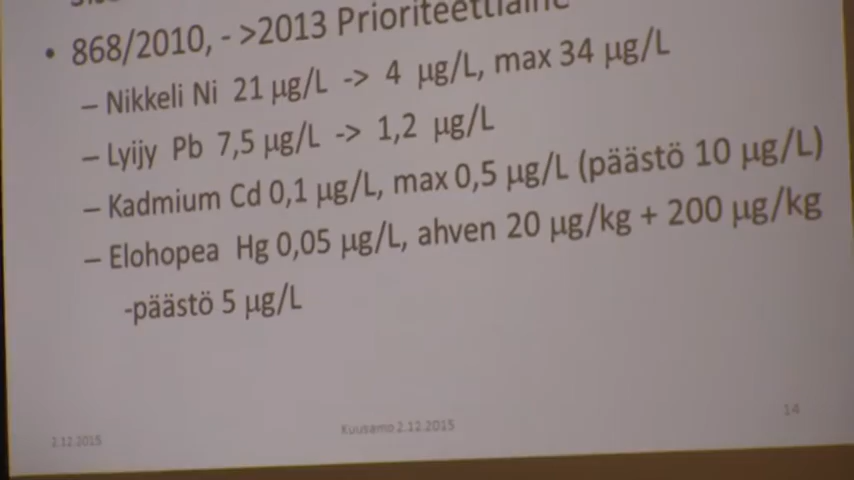 • 868/2010, - >2013 Prioriteettiaine
– Nikkeli Ni 21 µg/L -> 4 µg/L, max 34 µg/L
– Lyijy Pb 7,5 µg/L -> 1,2 µg/L
– Kadmium Cd 0,1 µg/L, max 0,5 µg/L (päästö 10 µg/L)
– Elohopea Hg 0,05 µg/L, ahven 20 µg/kg + 200 µg/kg
-päästö 5 µg/L
2.12.2015
Kuusamo 2.12.2015
14